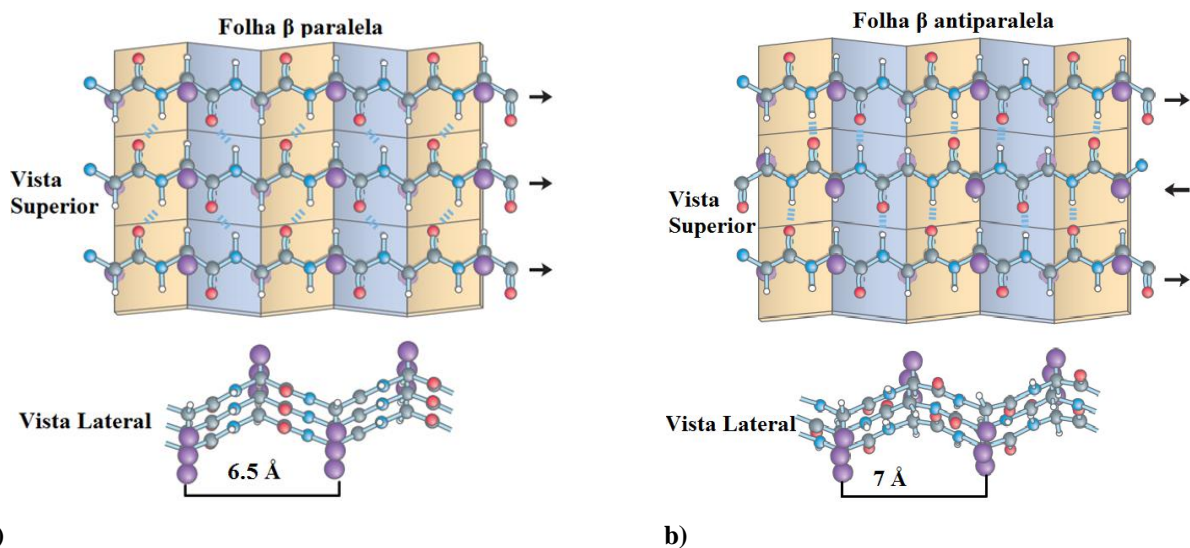 Folha β paralela
Vista
Superior
Vista Lateral
6.5 Å
)
Folha β antiparalela
Vista
Superior
Vista Lateral
7 Å
b)